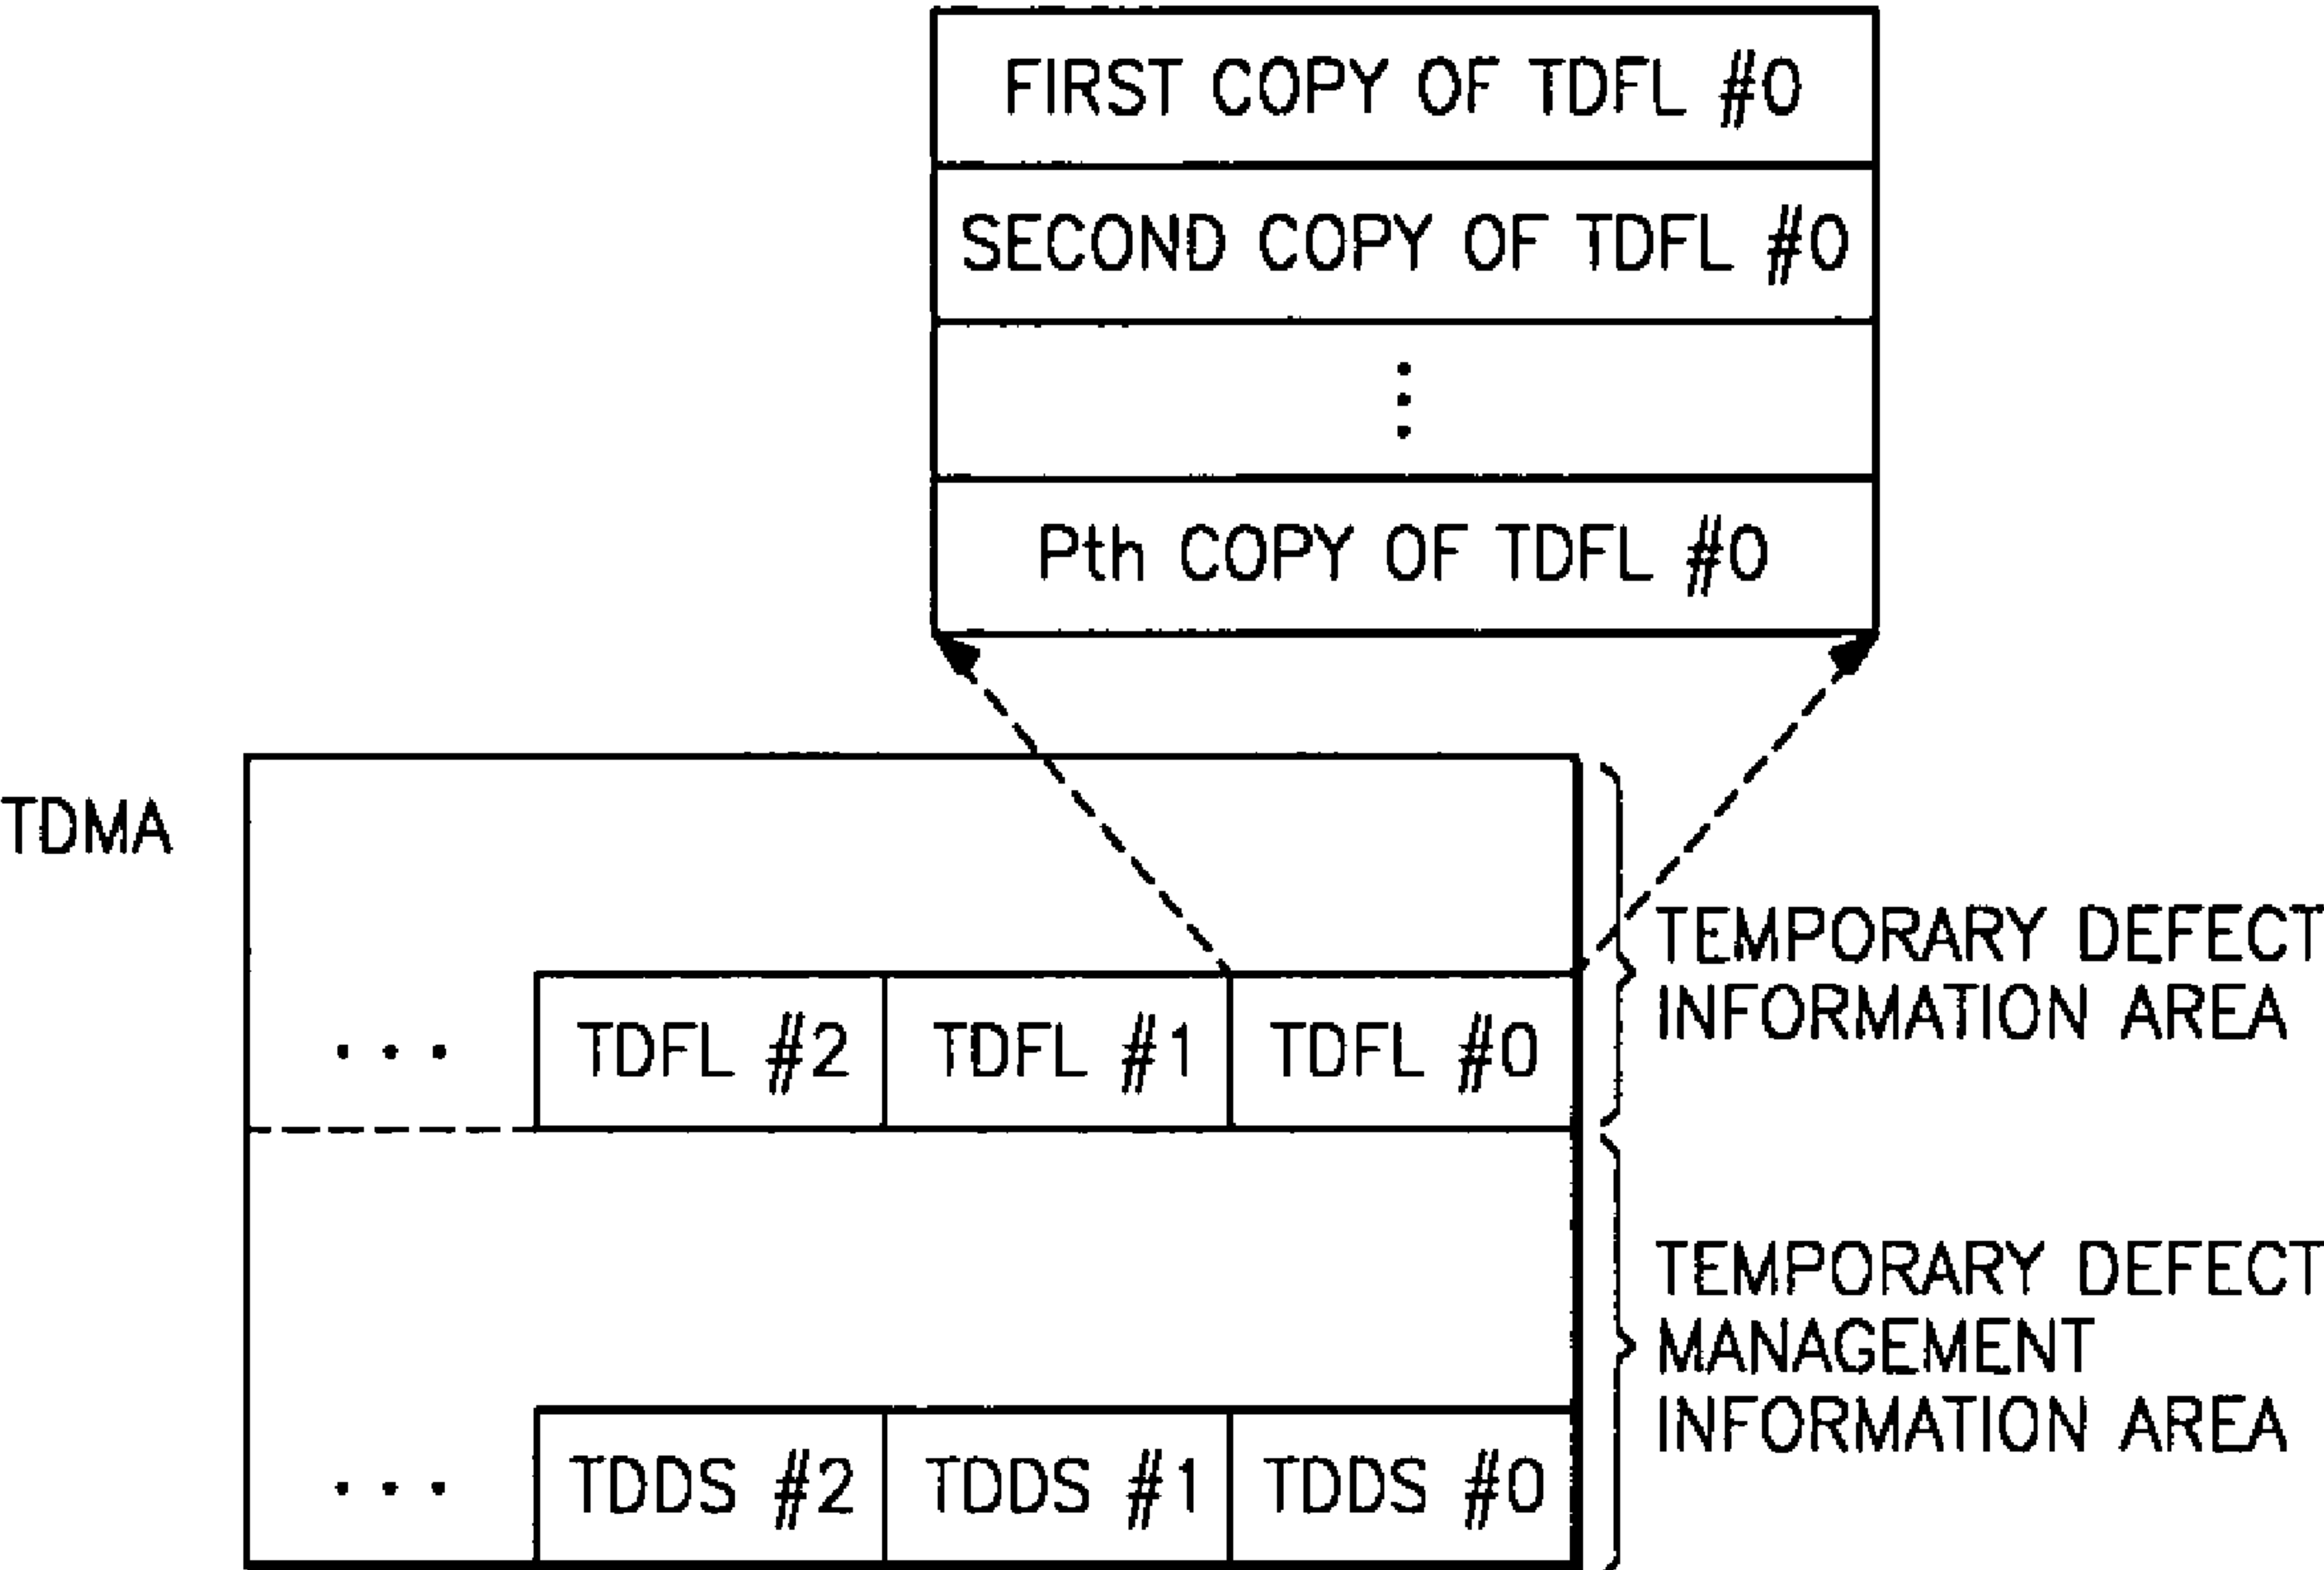 FIRST COPY OF TDFL #0
SECOND COPY OF TDFL #0
Pth COPY OF TDFL #0
TDMA
TEMPORARY DEFECT
INFORMATION AREA
... TDFL #2 TDFL #1 TDFL #0
TEMPORARY DEFECT
MANAGEMENT
INFORMATION AREA
... TDDS #2 TDDS #1 TDDS #0